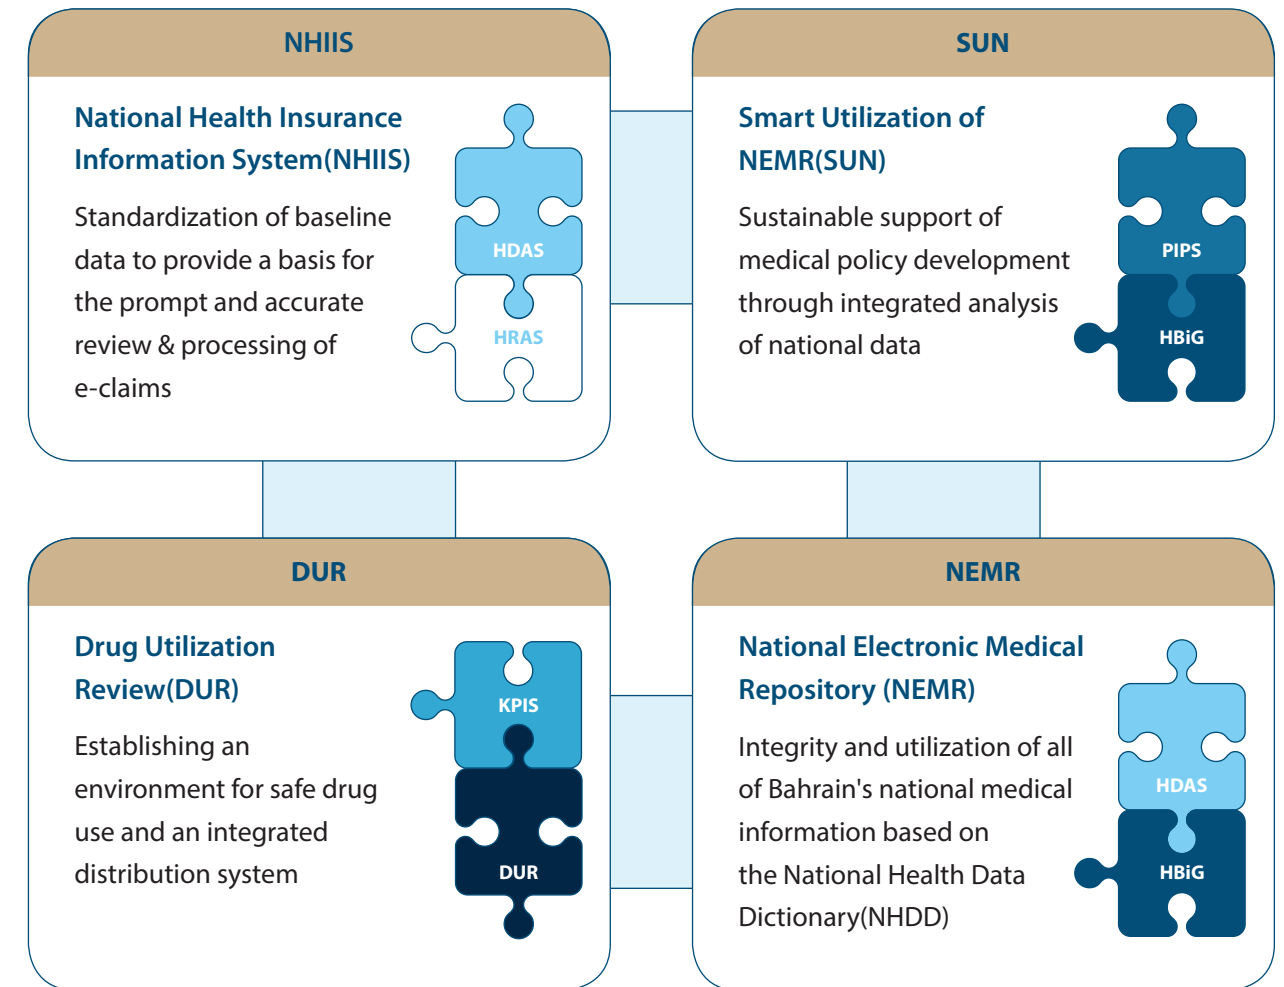 NHIIS
National Health Insurance
Information System(NHIIS)
Standardization of baseline
data to provide a basis for
the prompt and accurate
review & processing of
e-claims
HDAS
HRAS
SUN
Smart Utilization of
NEMR(SUN)
Sustainable support of
medical policy development
through integrated analysis
of national data
PIPS
HBiG
DUR
Drug Utilization
Review(DUR)
Establishing an
environment for safe drug
use and an integrated
distribution system
KPIS
DUR
NEMR
National Electronic Medical
Repository (NEMR)
Integrity and utilization of all
of Bahrain's national medical
information based on
the National Health Data
Dictionary(NHDD)
HDAS
HBiG